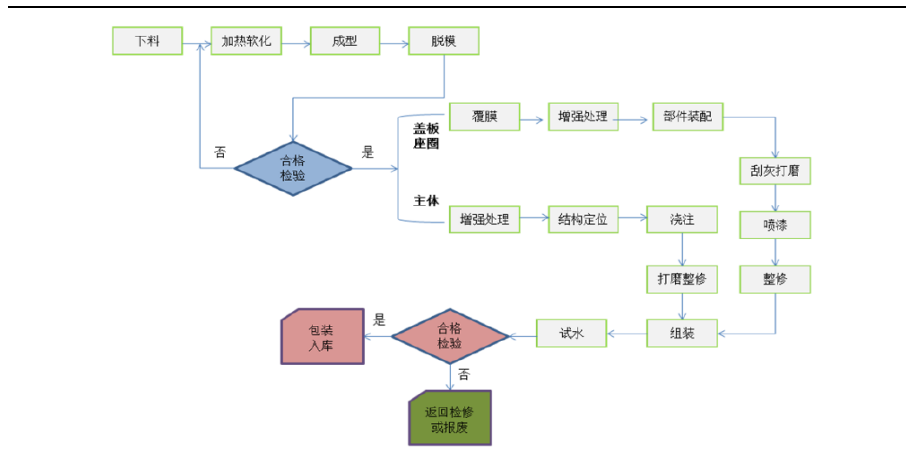 下料
加热软化
成型
脱模
盖板
座圈
覆膜
增强处理
部件装配
否
合格
检验
是
刮灰打磨
主体
增强处理
结构定位
浇注
喷漆
打磨整修
整修
包装
入库
是
合格
检验
试水
组装
否
返回检修
或报废